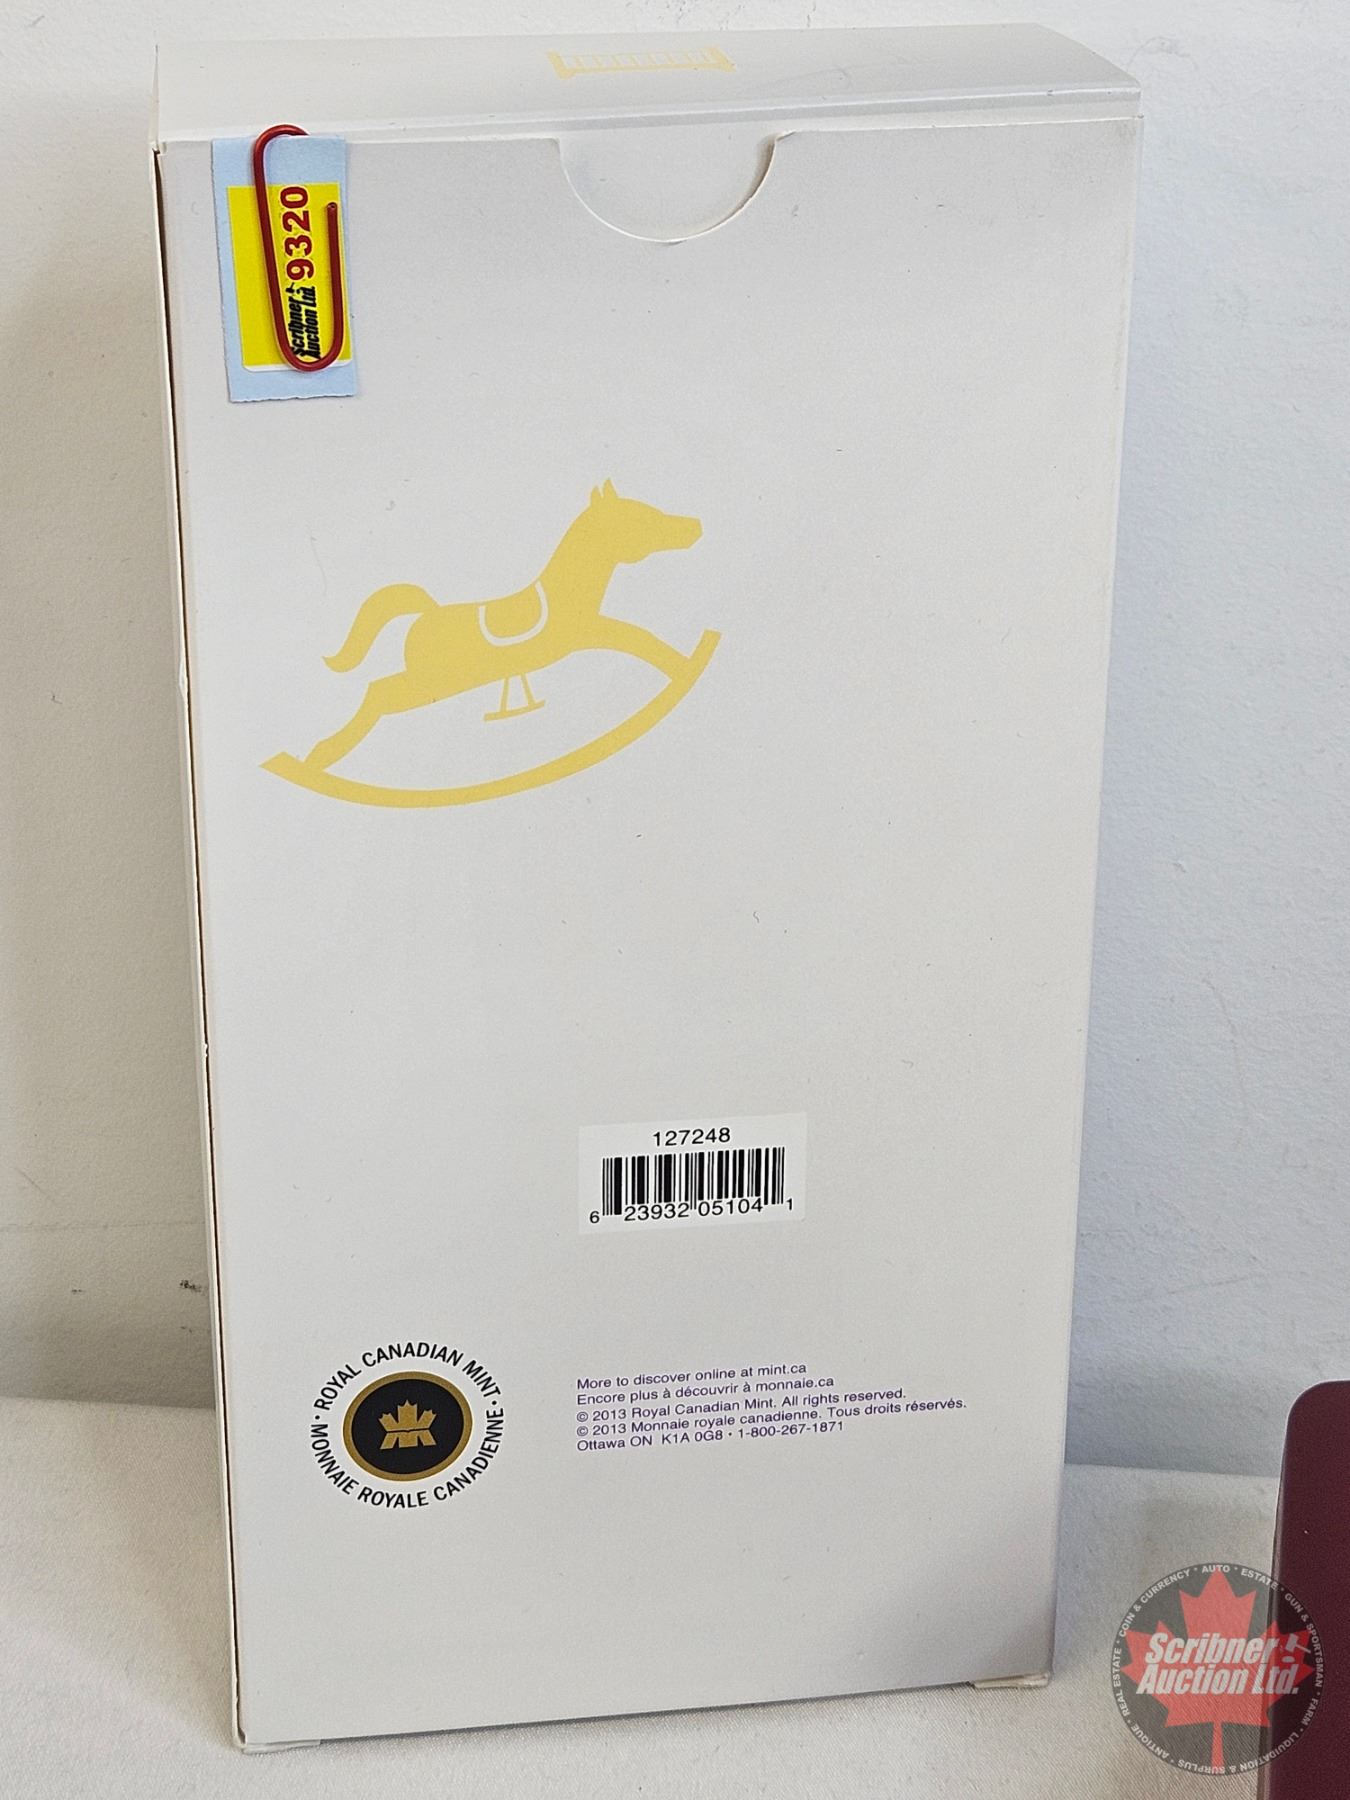 Scribner
Auction Ltd.
9320
127248
6 23932 05104 1
ROYAL CANADIAN MINT •
MONNAIE ROYALE CANADIENNE •
More to discover online at mint.ca
Encore plus à découvrir à monnaie.ca
© 2013 Royal Canadian Mint. All rights reserved.
© 2013 Monnaie royale canadienne. Tous droits réservés.
Ottawa ON K1A 0G8 • 1-800-267-1871
COIN & CURRENCY • AUTO • ESTATE • GUN & SPORTSMAN • FARM • LIQUIDATION & SURPLUS • ANTIQUE • REAL ESTATE •
Scribner
Auction Ltd.